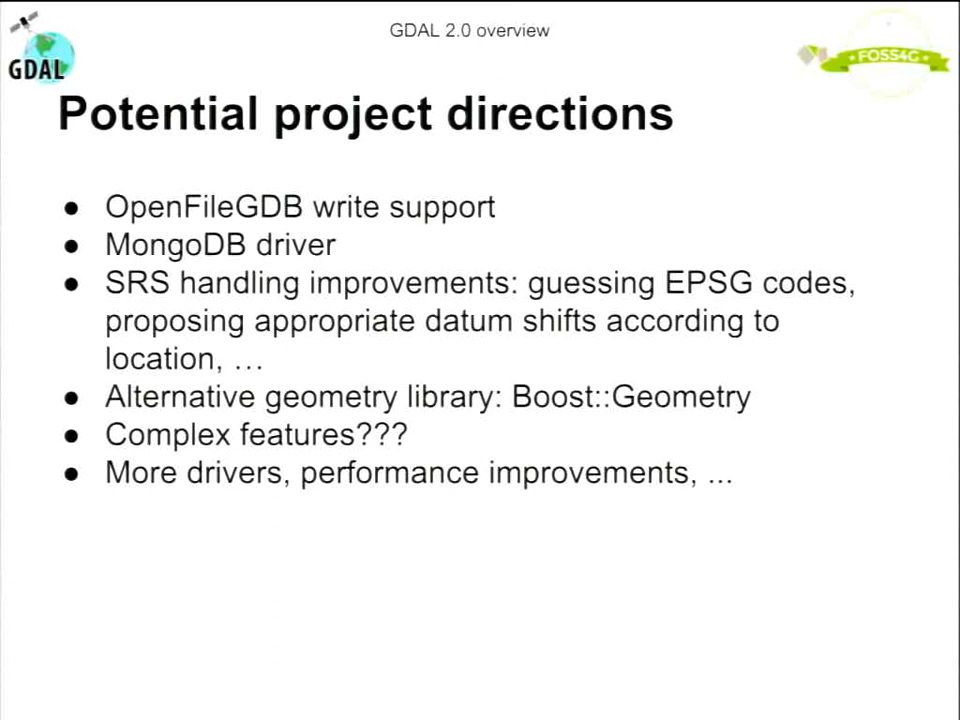 GDAL 2.0 overview
GDAL
FOSS4G
Potential project directions
● OpenFileGDB write support
● MongoDB driver
● SRS handling improvements: guessing EPSG codes,
proposing appropriate datum shifts according to
location, …
● Alternative geometry library: Boost::Geometry
● Complex features???
● More drivers, performance improvements, ...